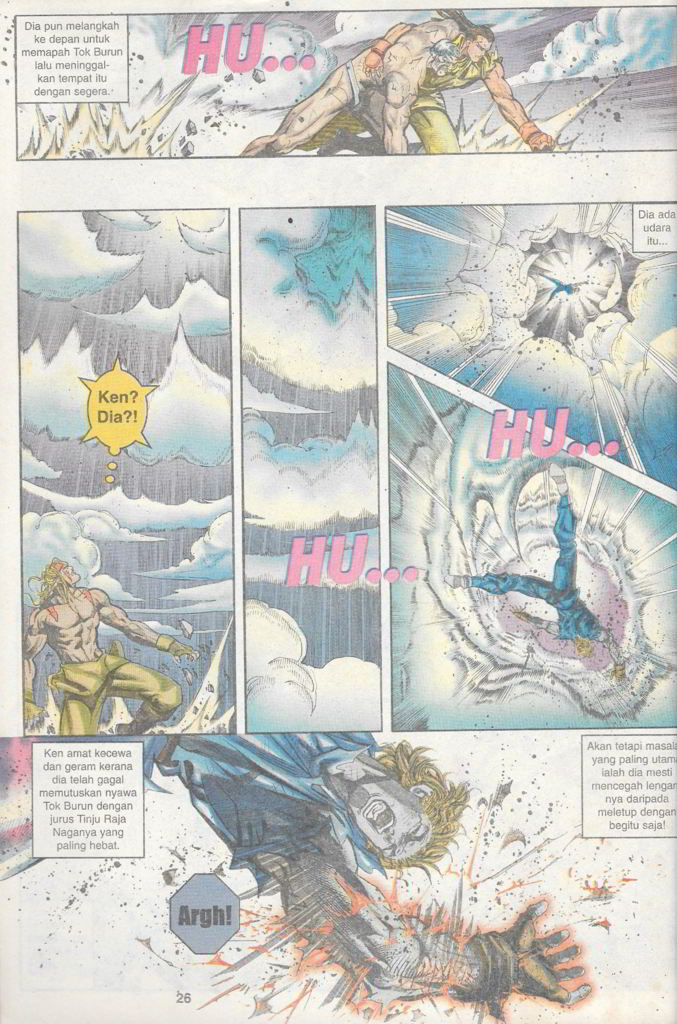 Dia pun melangkah
ke depan untuk
memapah Tok Burun
lalu meninggal-
kan tempat itu
dengan segera.
HU...
Ken?
Dia?!
HU...
Dia ada
udara
itu...
HU...
Ken amat kecewa
dan geram kerana
dia telah gagal
memutuskan nyawa
Tok Burun dengan
jurus Tinju Raja
Naganya yang
paling hebat.
Akan tetapi masala
yang paling utam
ialah dia mesti
mencegah lengan
nya daripada
meletup dengan
begitu saja!
Argh!
26